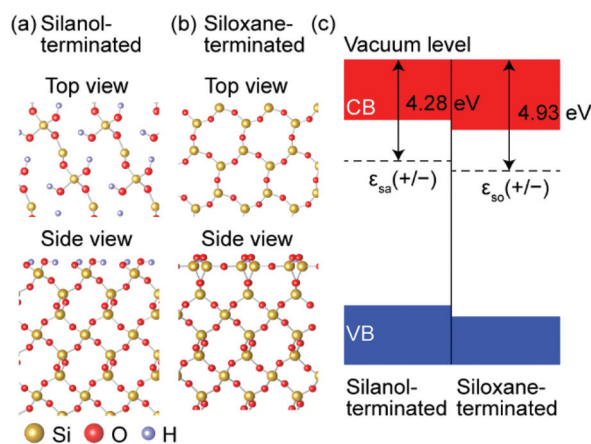 (a) Silanol-
terminated
Top view
Side view
(b) Siloxane-
terminated
Top view
Side view
Si O H
(c)
Vacuum level
CB
4.28 eV
4.93 eV
εsa(+/−)
εso(+/−)
VB
Silanol-
terminated
Siloxane-
terminated